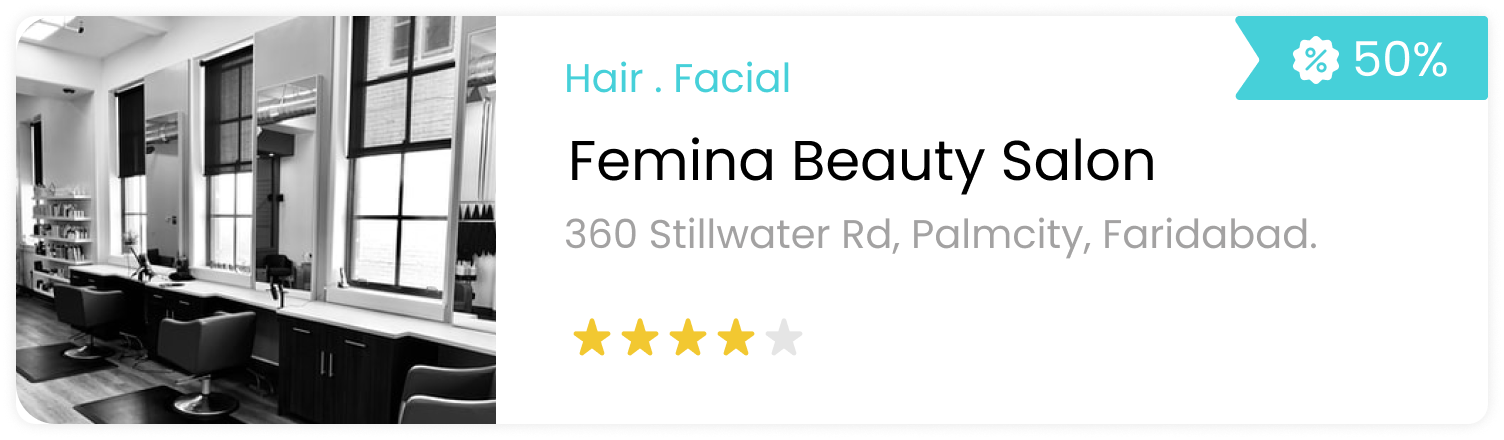 Hair . Facial
50%
Femina Beauty Salon
360 Stillwater Rd, Palmcity, Faridabad.